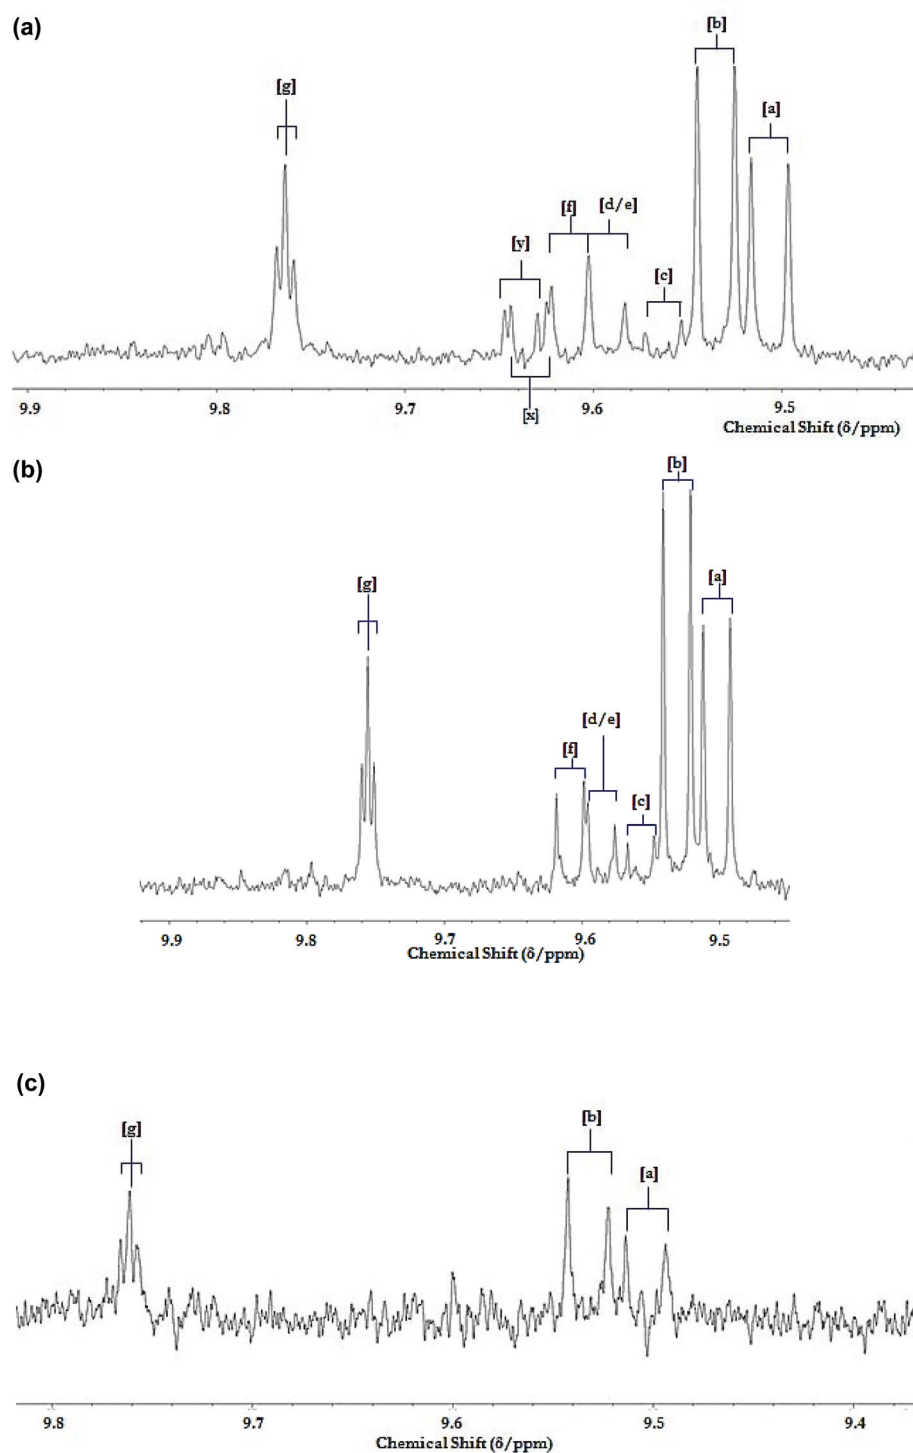 (a)
[b]
[g]
[a]
[f]
[d/e]
[y]
[c]
[x]
9.9
9.8
9.7
9.6
9.5
Chemical Shift (δ/ppm)
(b)
[b]
[g]
[a]
[d/e]
[f]
[c]
9.9
9.8
9.7
9.6
9.5
Chemical Shift (δ/ppm)
(c)
[g]
[b]
[a]
9.8
9.7
9.6
9.5
9.4
Chemical Shift (δ/ppm)